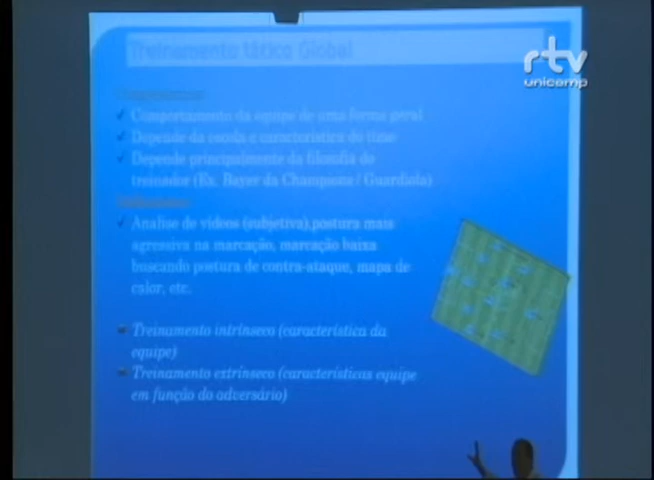 Treinamento tático Global
rtv
unicamp
Comportamento da equipe de uma forma geral
Depende da escola e característica do time
Depende principalmente da filosofia do
treinador (Ex. Bayer da Champions / Guardiola)
Analise de vídeos (subjetiva), postura mais
agressiva na marcação, marcação baixa
buscando postura de contra-ataque, mapa de
calor, etc.
Treinamento intrínseco (característica da
equipe)
Treinamento extrínseco (características equipe
em função do adversário)